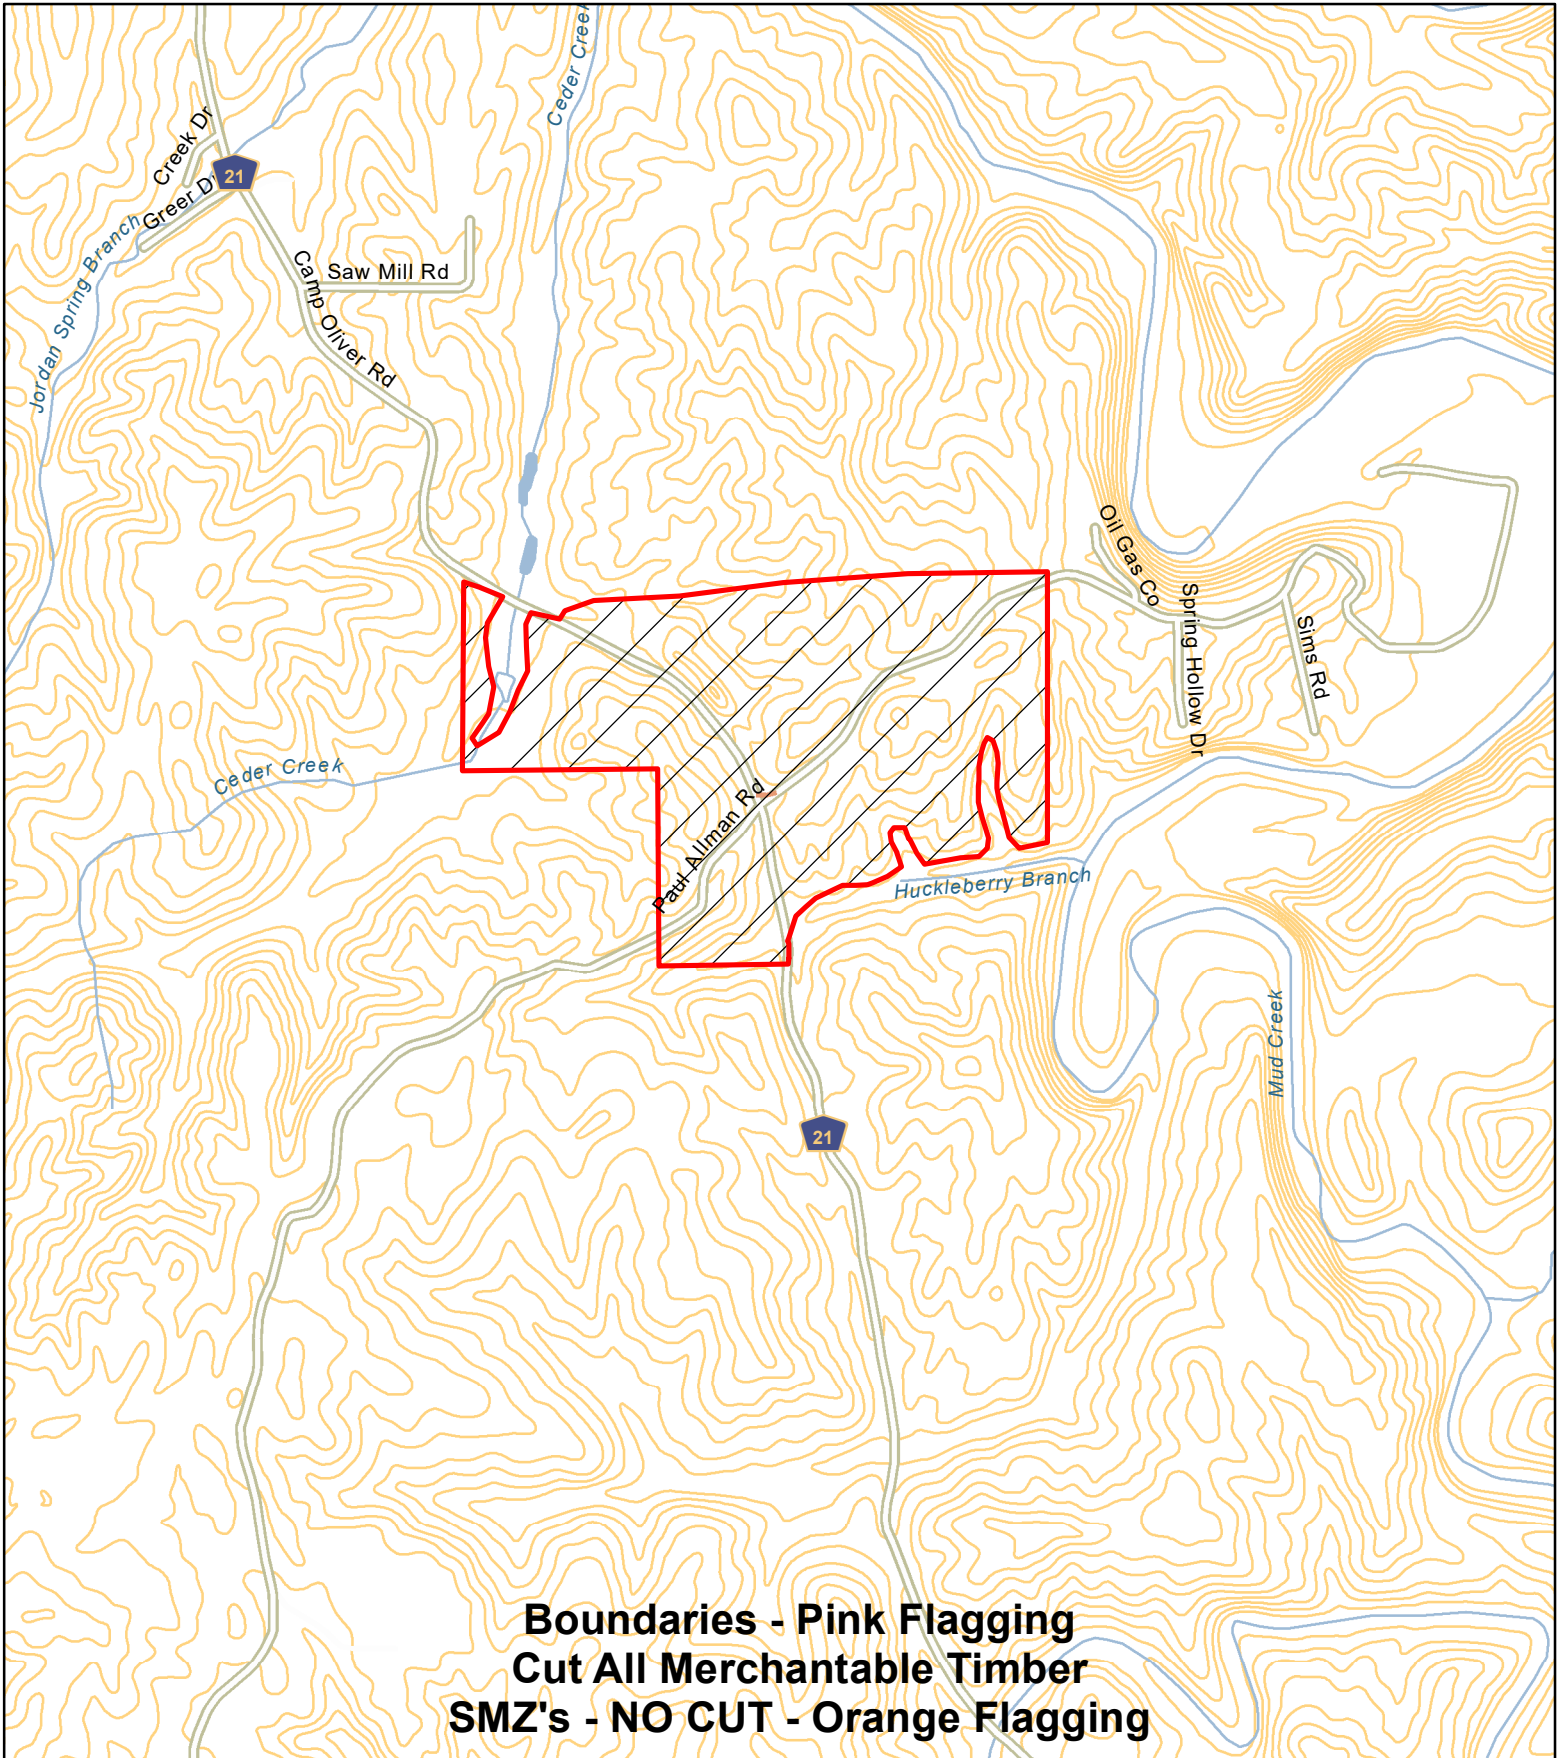 Ceder Creek
Creek Dr
21
Greer Dr
Jordan Spring Branch
Saw Mill Rd
Camp Oliver Rd
Oil Gas Co
Spring Hollow Dr
Sims Rd
Ceder Creek
Paul Allman Rd
Huckleberry Branch
Mud Creek
21
Boundaries - Pink Flagging
Cut All Merchantable Timber
SMZ's - NO CUT - Orange Flagging